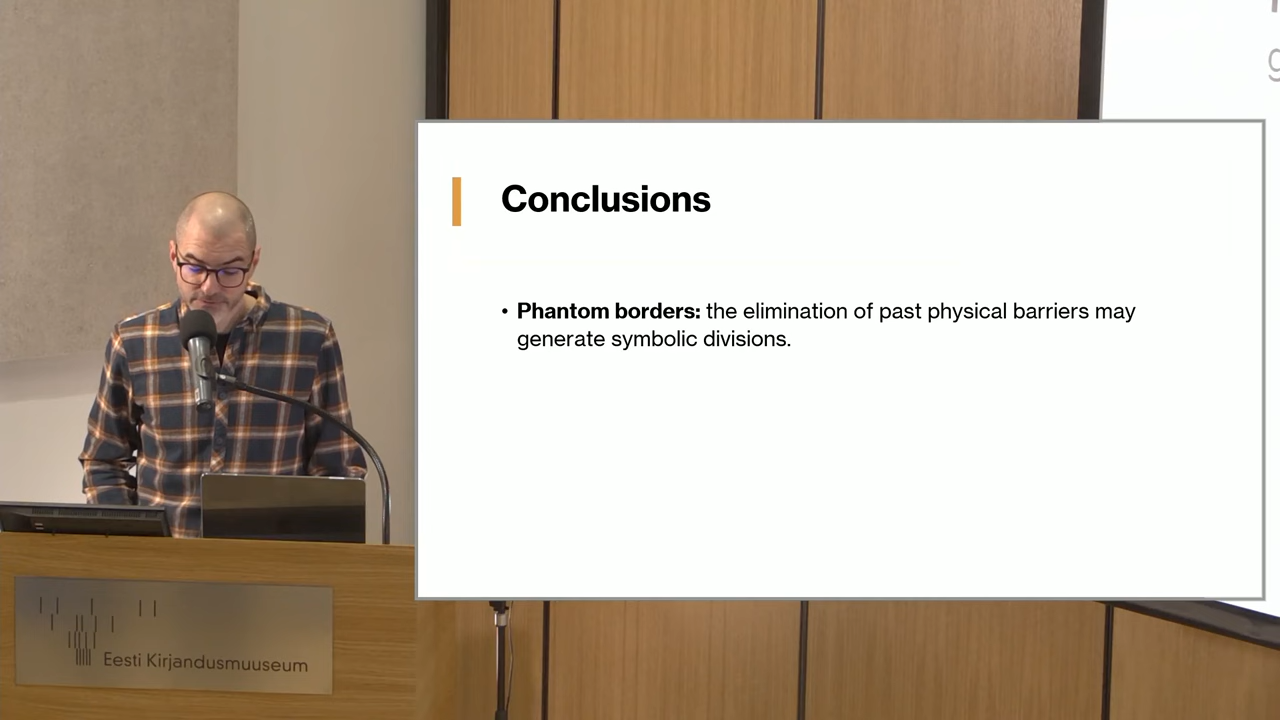 Conclusions
• Phantom borders: the elimination of past physical barriers may
generate symbolic divisions.
Eesti Kirjandusmuuseum